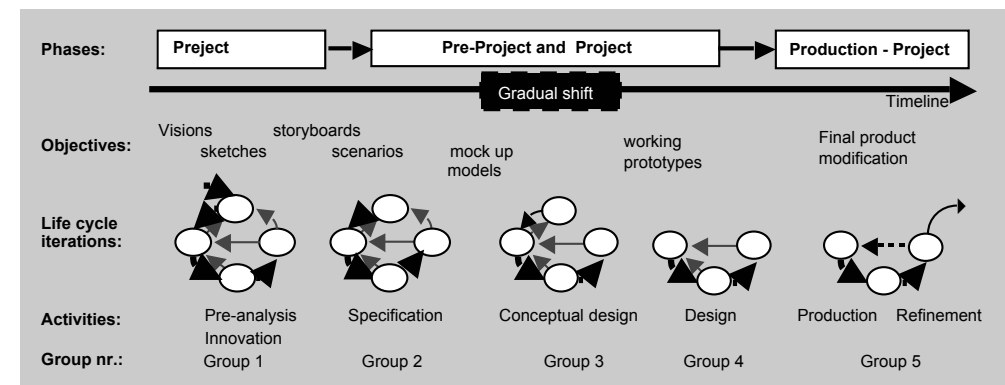 Phases: Preject Pre-Project and Project Production - Project
Gradual shift
Timeline
Objectives: Visions storyboards
sketches scenarios
mock up
models
working
prototypes
Final product
modification
Life cycle
iterations:
Activities: Pre-analysis Specification Conceptual design Design Production Refinement
Innovation
Group nr.: Group 1 Group 2 Group 3 Group 4 Group 5